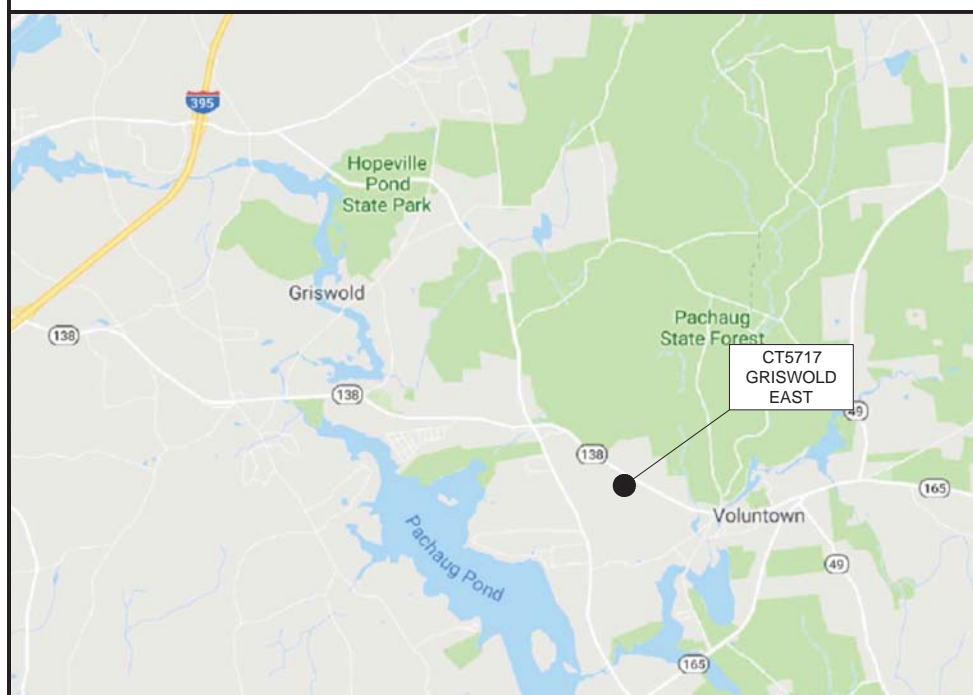 395
Hopeville
Pond
State Park
Griswold
138
Pachaug
State Forest
CT5717
GRISWOLD
EAST
138
49
138
165
Voluntown
Pachaug Pond
49
165